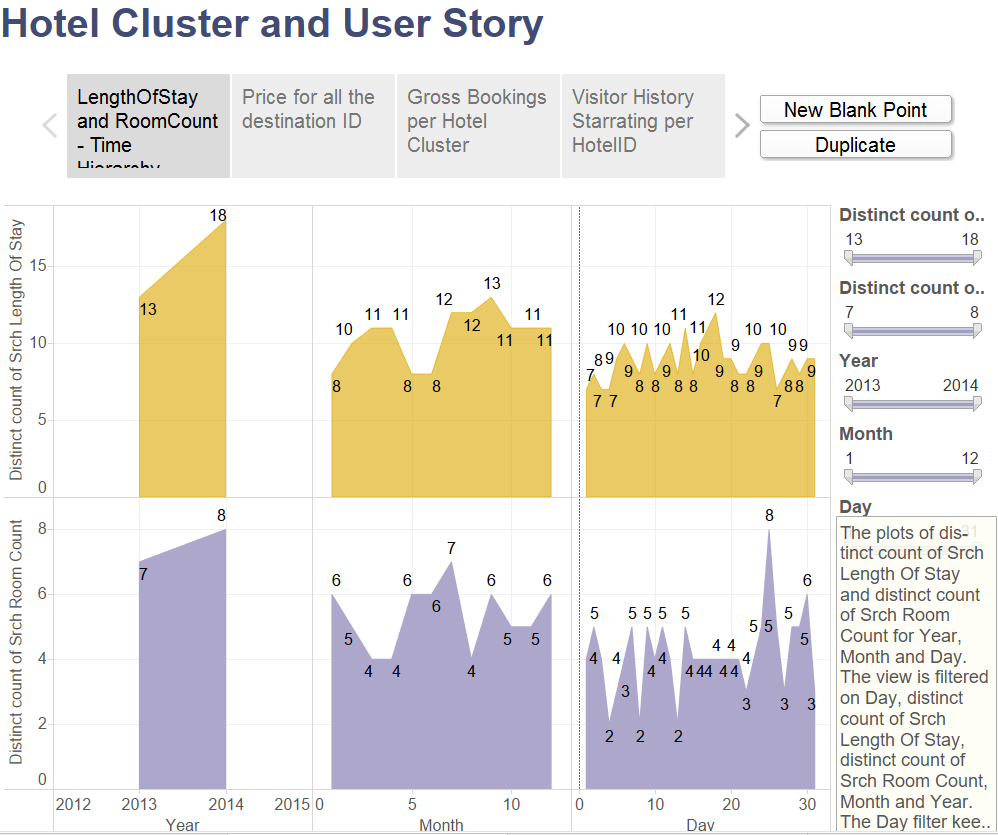 Hotel Cluster and User Story
LengthOfStay
and RoomCount
- Time
Hierarchy
Price for all the
destination ID
Gross Bookings
per Hotel
Cluster
Visitor History
Starrating per
HotelID
New Blank Point
Duplicate
Distinct count of Srch Length Of Stay
15
10
5
0
13
18
8
10
11
11
8
8
12
12
13
11
11
11
7
8
7
9
7
10
9
8
10
8
10
9
8
11
8
11
10
12
9
9
8
8
10
9
10
7
8
9
8
9
9
Distinct count of Srch Room Count
8
6
4
2
0
7
8
6
5
4
4
6
6
7
4
6
5
5
6
4
5
2
4
3
5
2
5
4
5
4
2
5
4
4
4
4
4
4
4
3
4
5
8
5
3
5
5
6
3
2012
2013
2014
2015
Year
0
5
10
Month
0
10
20
30
Day
Distinct count o..
13 18
Distinct count o..
7 8
Year
2013 2014
Month
1 12
Day
31
The plots of dis-
tinct count of Srch
Length Of Stay
and distinct count
of Srch Room
Count for Year,
Month and Day.
The view is filtered
on Day, distinct
count of Srch
Length Of Stay,
distinct count of
Srch Room Count,
Month and Year.
The Day filter kee..